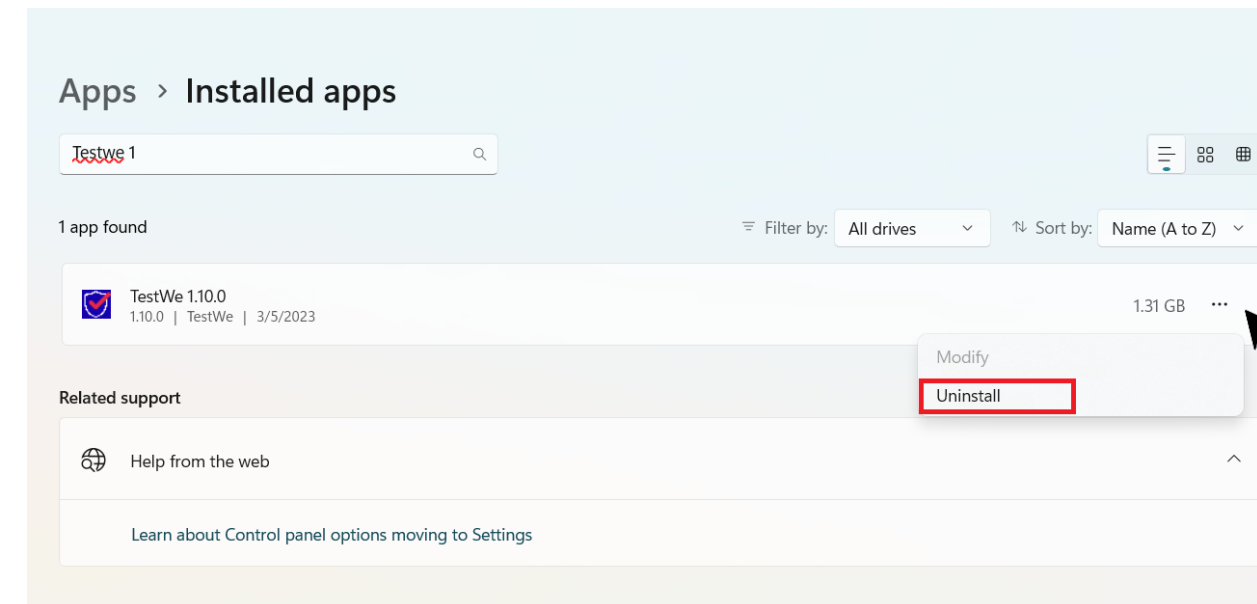 Apps > Installed apps
Testwe 1
1 app found
Filter by: All drives
Sort by: Name (A to Z)
TestWe 1.10.0
1.10.0 | TestWe | 3/5/2023
1.31 GB
Modify
Uninstall
Related support
Help from the web
Learn about Control panel options moving to Settings